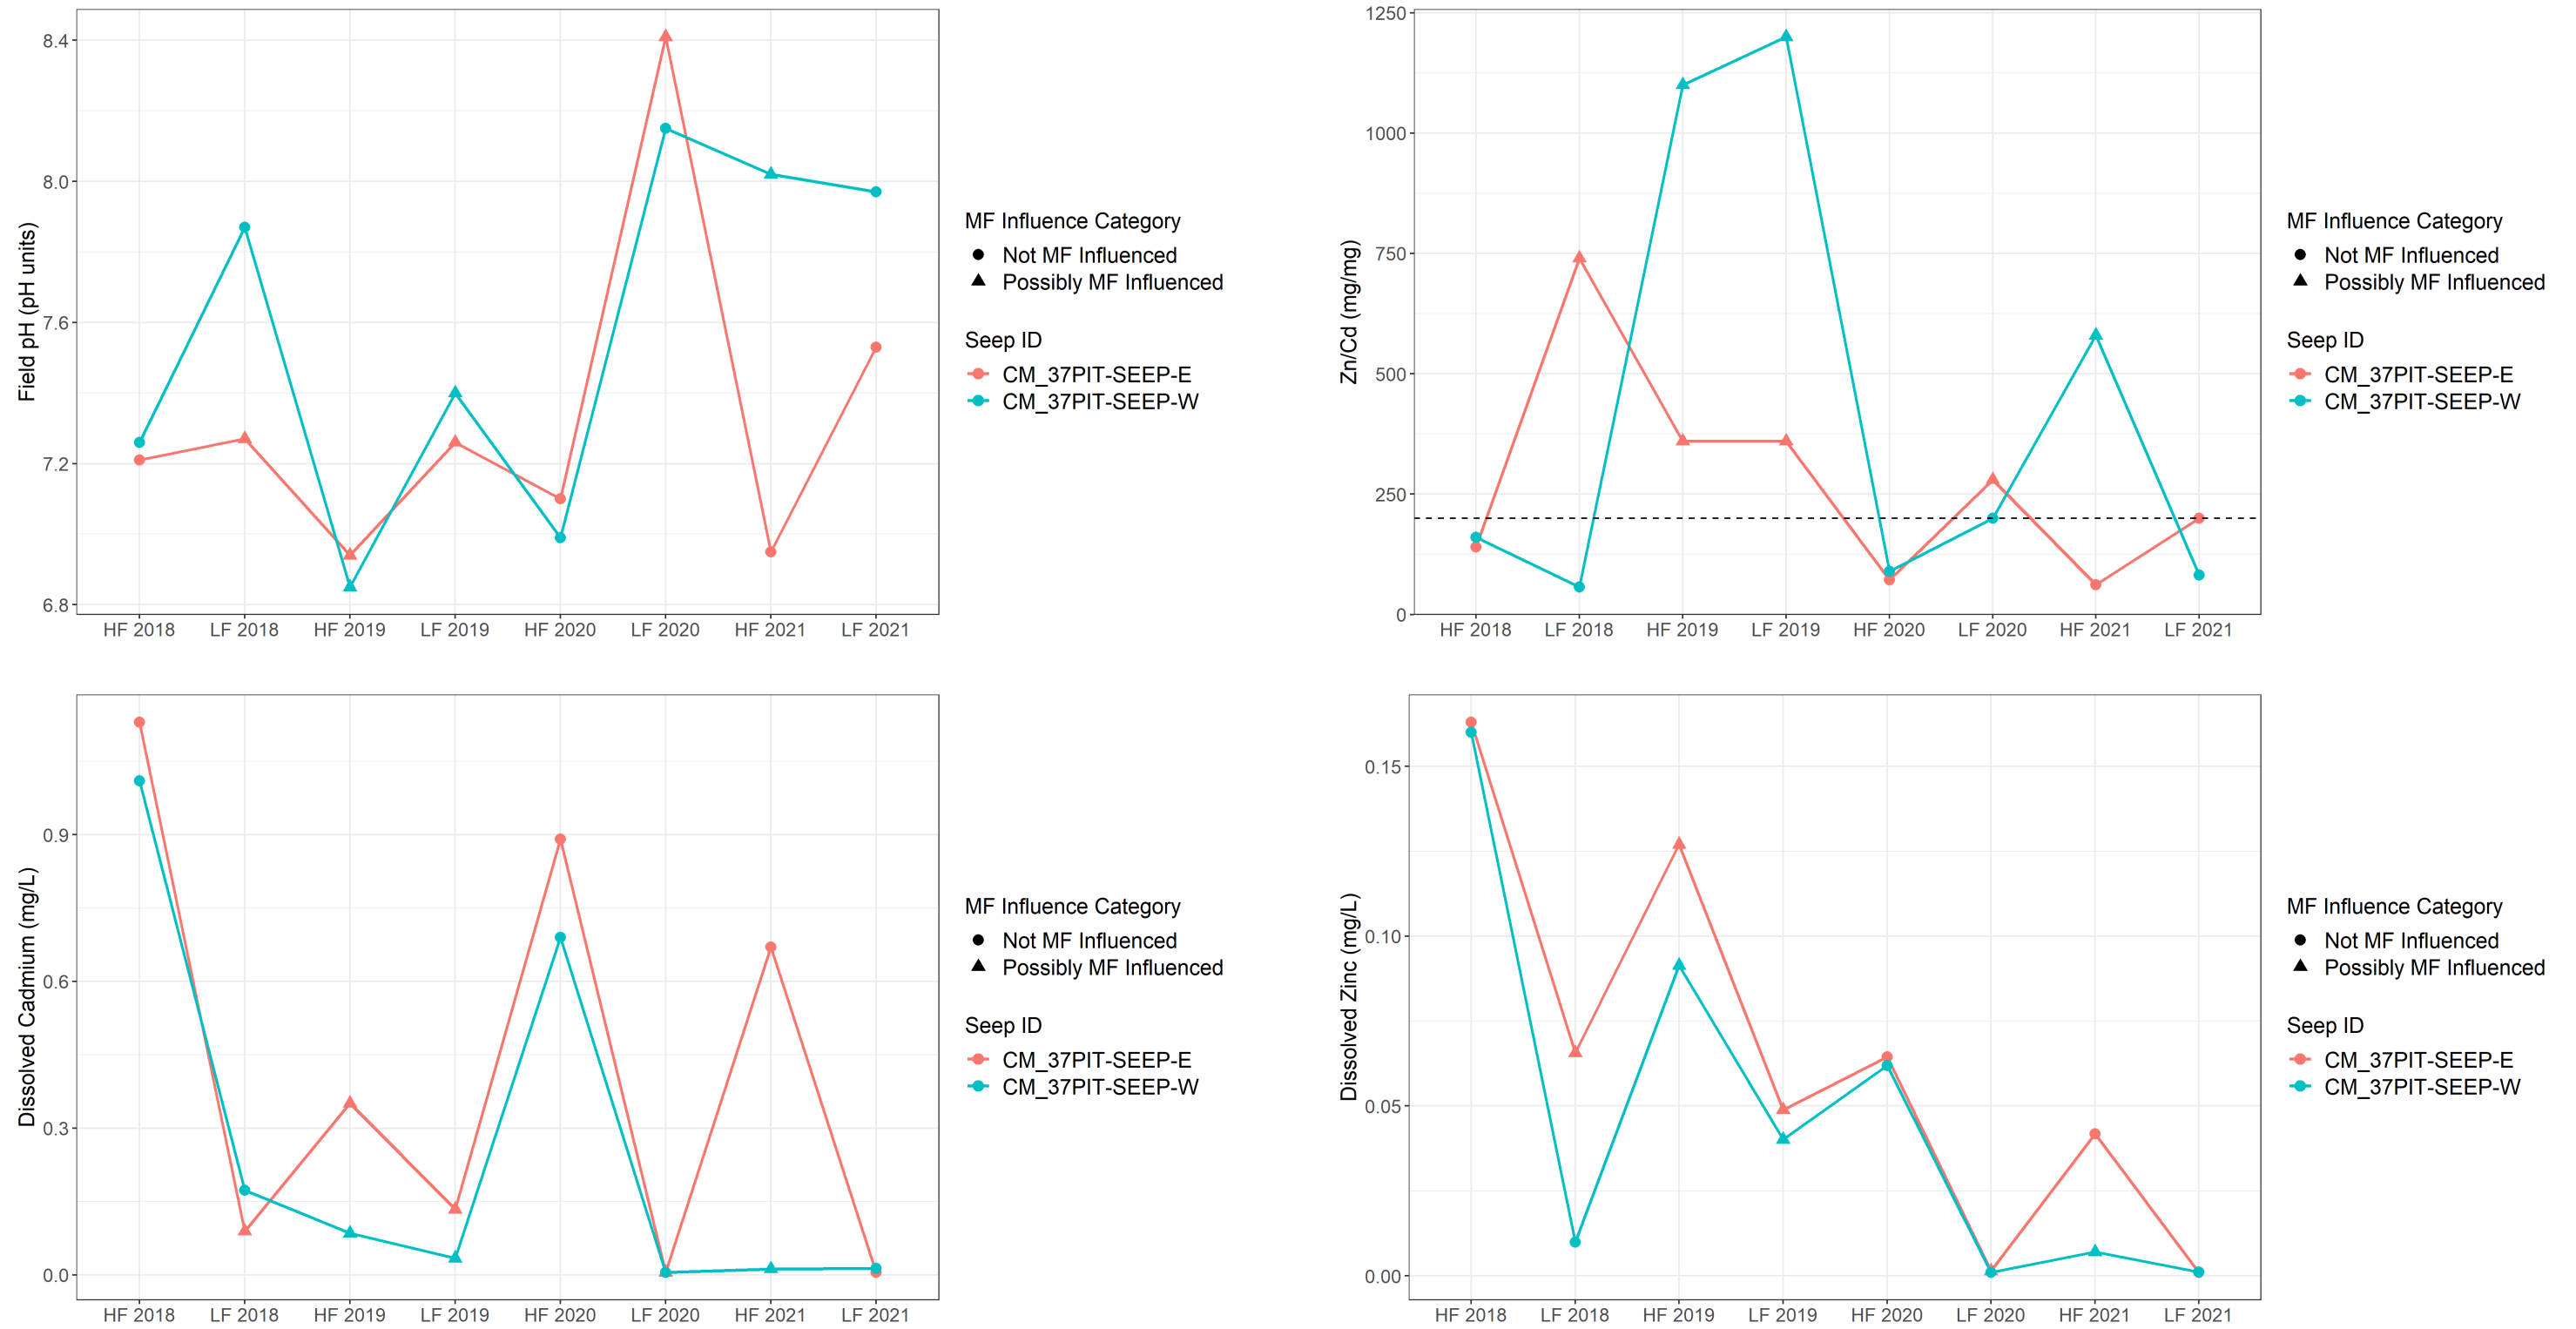 Field pH (pH units)
8.4
8.0
7.6
7.2
6.8
HF 2018 LF 2018 HF 2019 LF 2019 HF 2020 LF 2020 HF 2021 LF 2021
MF Influence Category
Not MF Influenced
Possibly MF Influenced
Seep ID
CM_37PIT-SEEP-E
CM_37PIT-SEEP-W
Zn/Cd (mg/mg)
1250
1000
750
500
250
0
HF 2018 LF 2018 HF 2019 LF 2019 HF 2020 LF 2020 HF 2021 LF 2021
MF Influence Category
Not MF Influenced
Possibly MF Influenced
Seep ID
CM_37PIT-SEEP-E
CM_37PIT-SEEP-W
Dissolved Cadmium (mg/L)
0.9
0.6
0.3
0.0
HF 2018 LF 2018 HF 2019 LF 2019 HF 2020 LF 2020 HF 2021 LF 2021
MF Influence Category
Not MF Influenced
Possibly MF Influenced
Seep ID
CM_37PIT-SEEP-E
CM_37PIT-SEEP-W
Dissolved Zinc (mg/L)
0.15
0.10
0.05
0.00
HF 2018 LF 2018 HF 2019 LF 2019 HF 2020 LF 2020 HF 2021 LF 2021
MF Influence Category
Not MF Influenced
Possibly MF Influenced
Seep ID
CM_37PIT-SEEP-E
CM_37PIT-SEEP-W